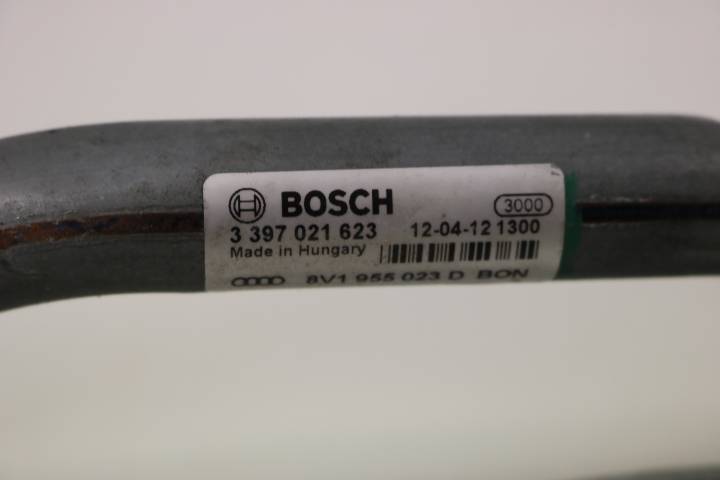 BOSCH 3000
3 397 021 623 12-04-12 1300
Made in Hungary
8V1 955 023 D BON